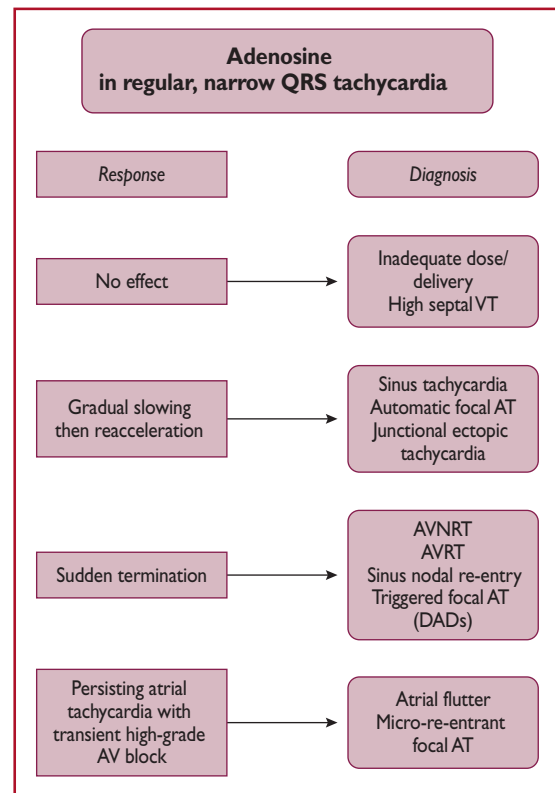 Adenosine
in regular, narrow QRS tachycardia
Response
Diagnosis
No effect
Inadequate dose/
delivery
High septal VT
Gradual slowing
then reacceleration
Sinus tachycardia
Automatic focal AT
Junctional ectopic
tachycardia
Sudden termination
AVNRT
AVRT
Sinus nodal re-entry
Triggered focal AT
(DADs)
Persisting atrial
tachycardia with
transient high-grade
AV block
Atrial flutter
Micro-re-entrant
focal AT